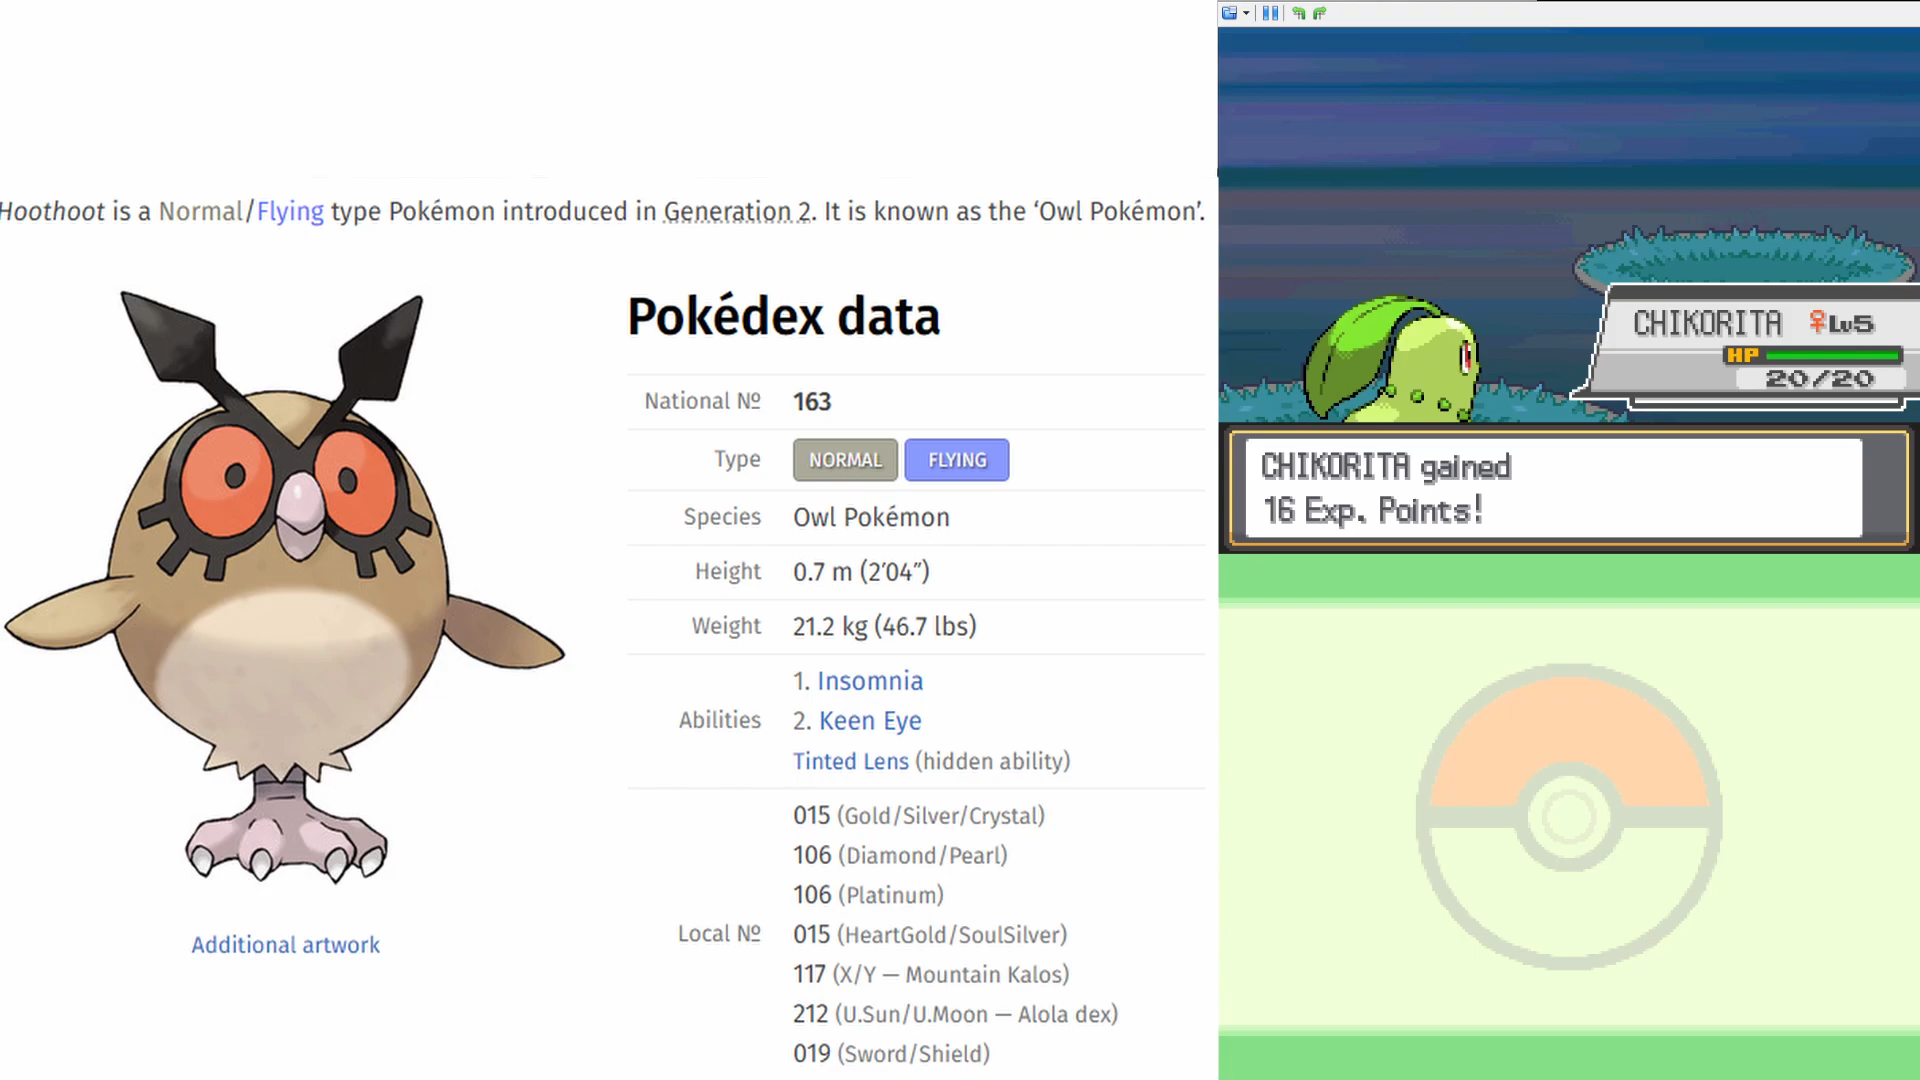 Hoothoot is a Normal/Flying type Pokémon introduced in Generation 2. It is known as the ‘Owl Pokémon’.
Pokédex data
National № 163
Type NORMAL FLYING
Species Owl Pokémon
Height 0.7 m (2′04″)
Weight 21.2 kg (46.7 lbs)
Abilities
1. Insomnia
2. Keen Eye
Tinted Lens (hidden ability)
Local №
015 (Gold/Silver/Crystal)
106 (Diamond/Pearl)
106 (Platinum)
015 (HeartGold/SoulSilver)
117 (X/Y — Mountain Kalos)
212 (U.Sun/U.Moon — Alola dex)
019 (Sword/Shield)
Additional artwork
CHIKORITA ♀Lv5
HP
20/20
CHIKORITA gained
16 Exp. Points!